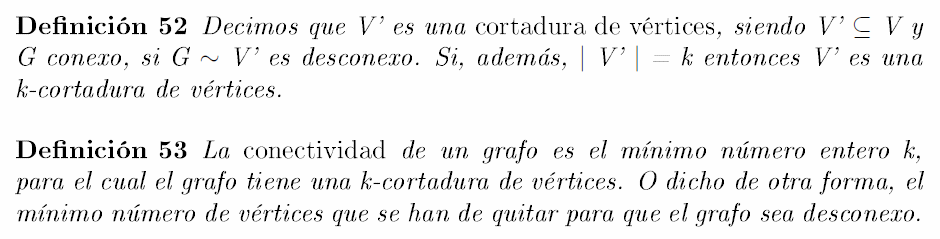 Definición 52 Decimos que V' es una cortadura de vértices, siendo V' ⊆ V y
G conexo, si G ∼ V' es desconexo. Si, además, | V' | = k entonces V' es una
k-cortadura de vértices.
Definición 53 La conectividad de un grafo es el mínimo número entero k,
para el cual el grafo tiene una k-cortadura de vértices. O dicho de otra forma, el
mínimo número de vértices que se han de quitar para que el grafo sea desconexo.